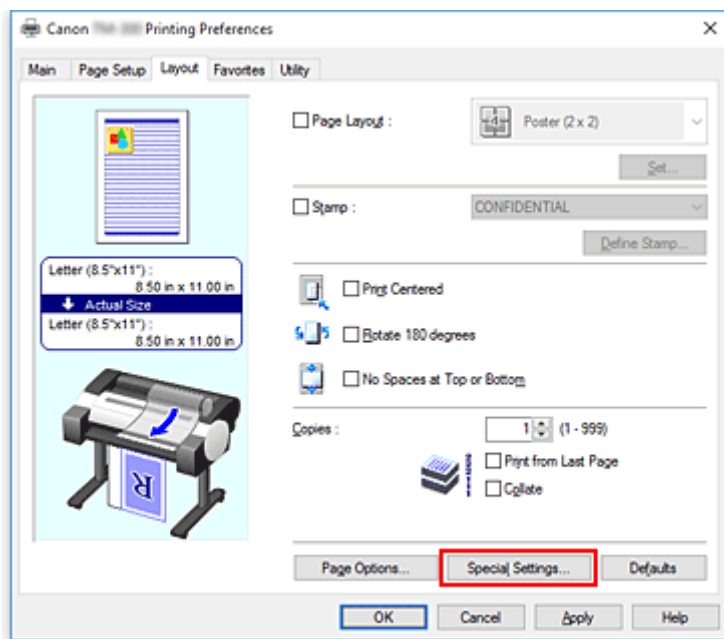 Canon Printing Preferences
Main Page Setup Layout Favorites Utility
Page Layout :
4
Poster (2 x 2)
Set...
Stamp :
CONFIDENTIAL
Define Stamp...
Letter (8.5"x11") :
8.50 in x 11.00 in
Actual Size
Letter (8.5"x11") :
8.50 in x 11.00 in
Print Centered
Rotate 180 degrees
No Spaces at Top or Bottom
R
Copies :
1 (1 - 999)
Print from Last Page
Collate
Page Options... Special Settings... Defaults
OK Cancel Apply Help